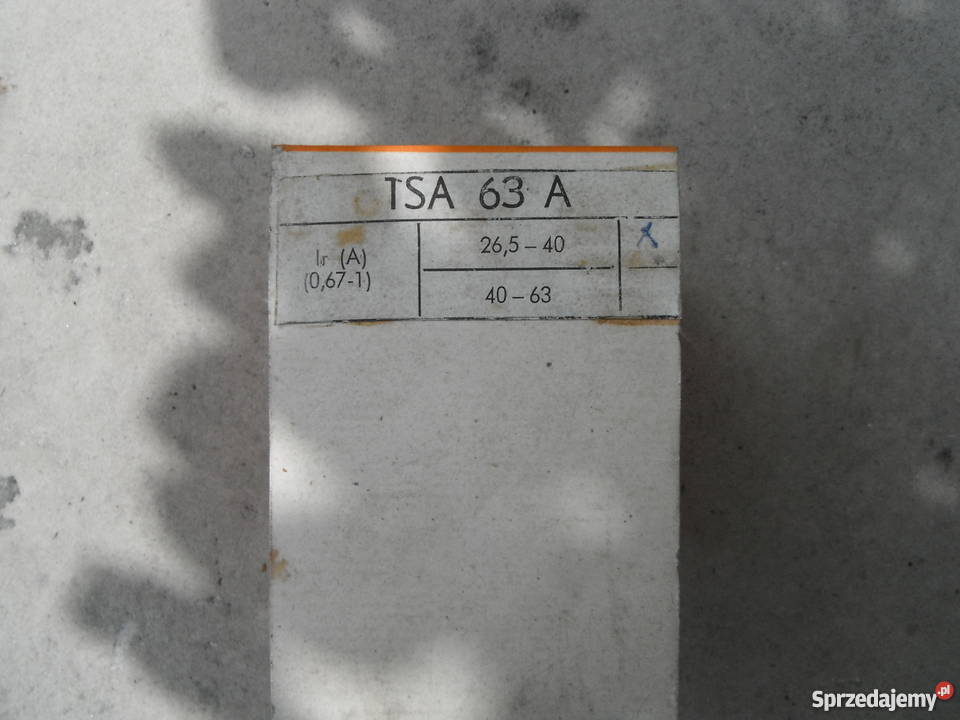 TSA 63 A
Ir (A)
(0,67-1)
26,5 – 40
X
40 – 63
Sprzedajemy.pl